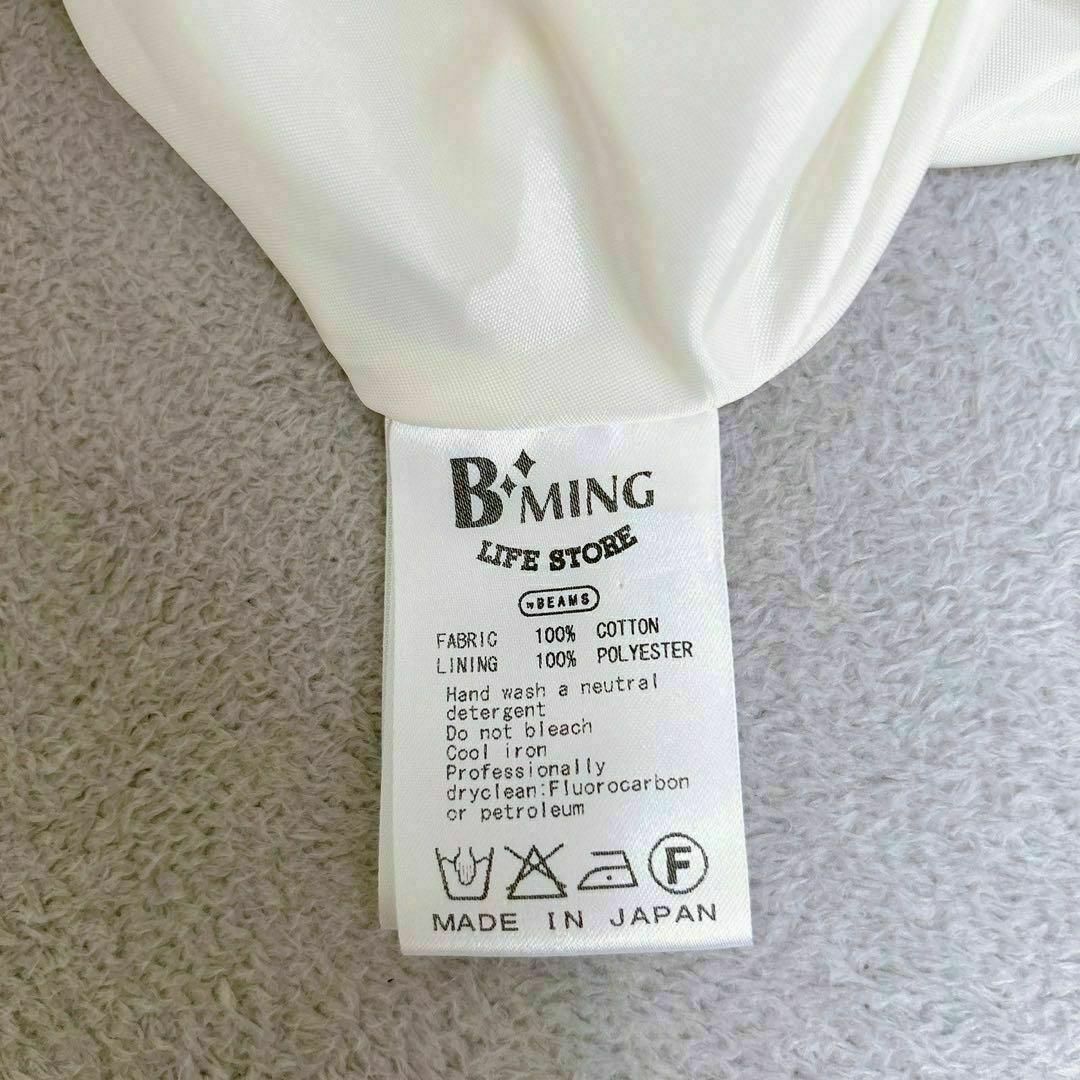 B MING
LIFE STORE
by BEAMS
FABRIC 100% COTTON
LINING 100% POLYESTER
Hand wash a neutral
detergent
Do not bleach
Cool iron
Professionally
dryclean:Fluorocarbon
or petroleum
F
MADE IN JAPAN